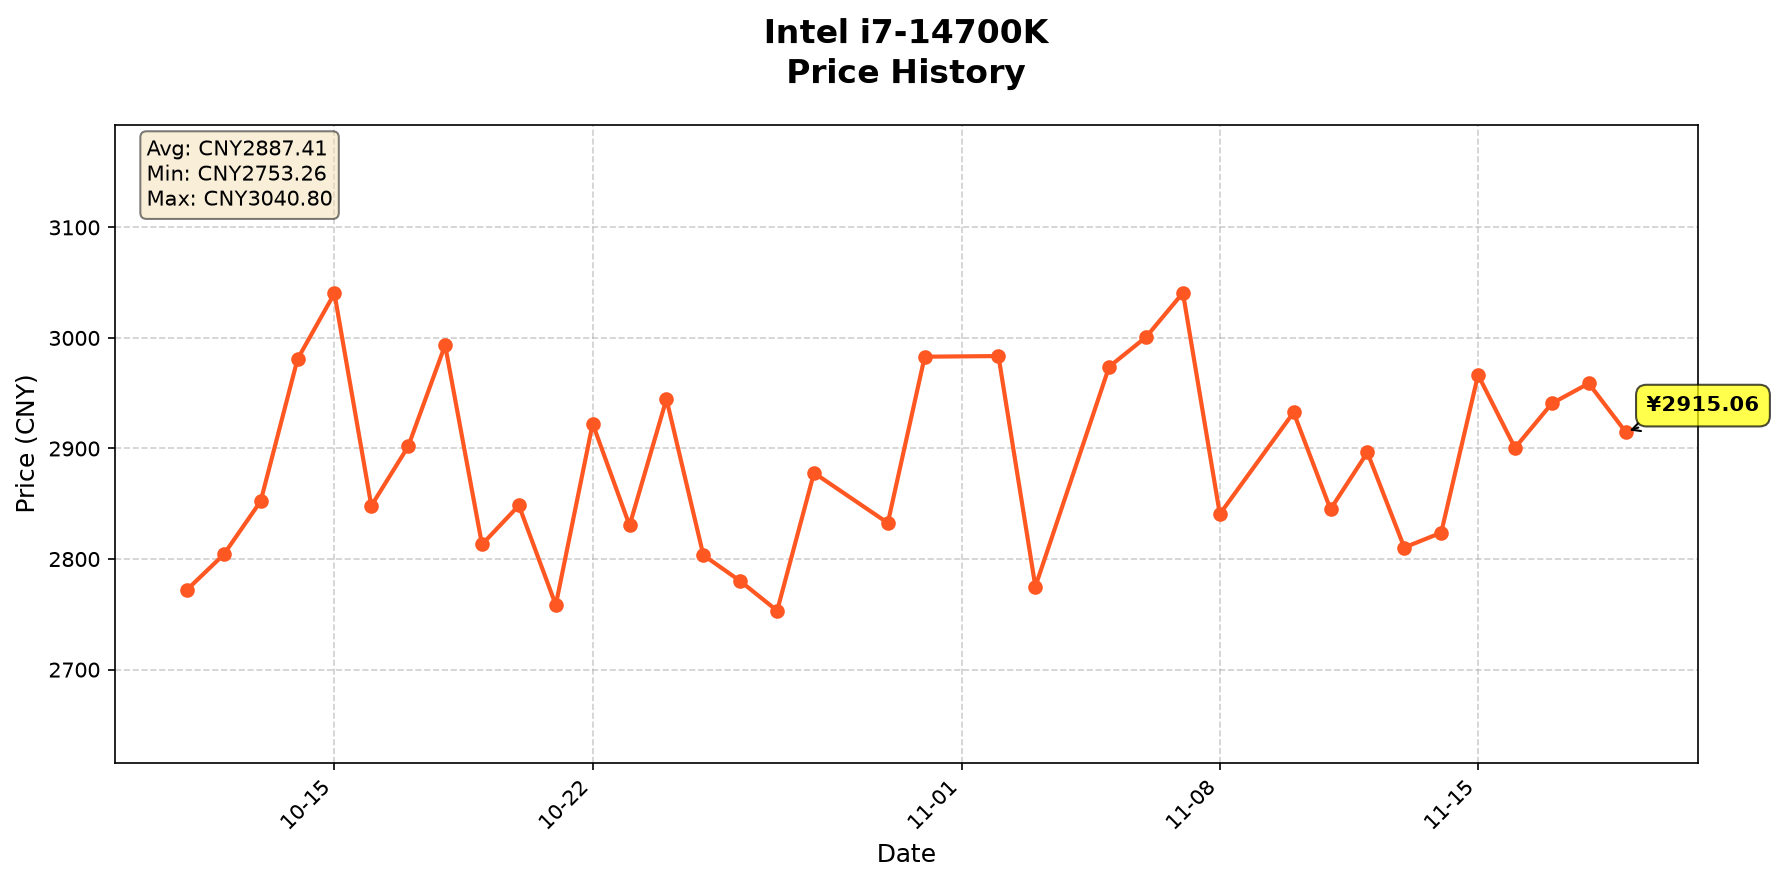 Intel i7-14700K
Price History
Avg: CNY2887.41
Min: CNY2753.26
Max: CNY3040.80
3100
3000
2900
2800
2700
Price (CNY)
¥2915.06
10-15
10-22
11-01
11-08
11-15
Date